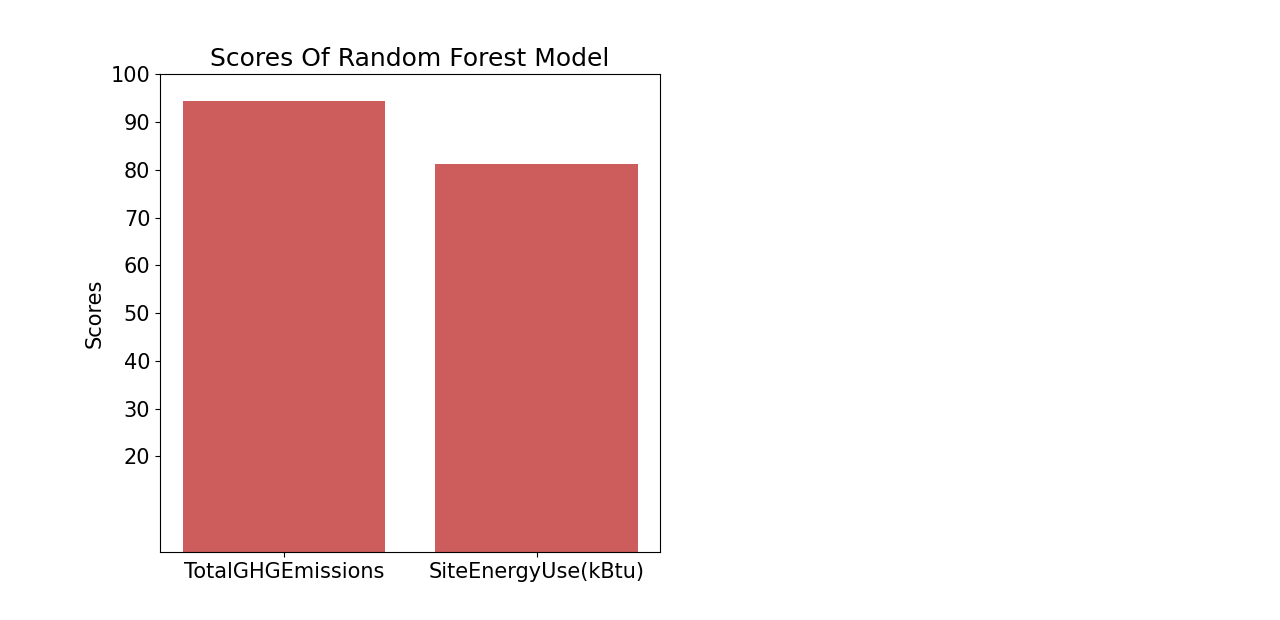 Scores Of Random Forest Model
100
90
80
70
60
50
40
30
20
Scores
TotalGHGEmissions
SiteEnergyUse(kBtu)